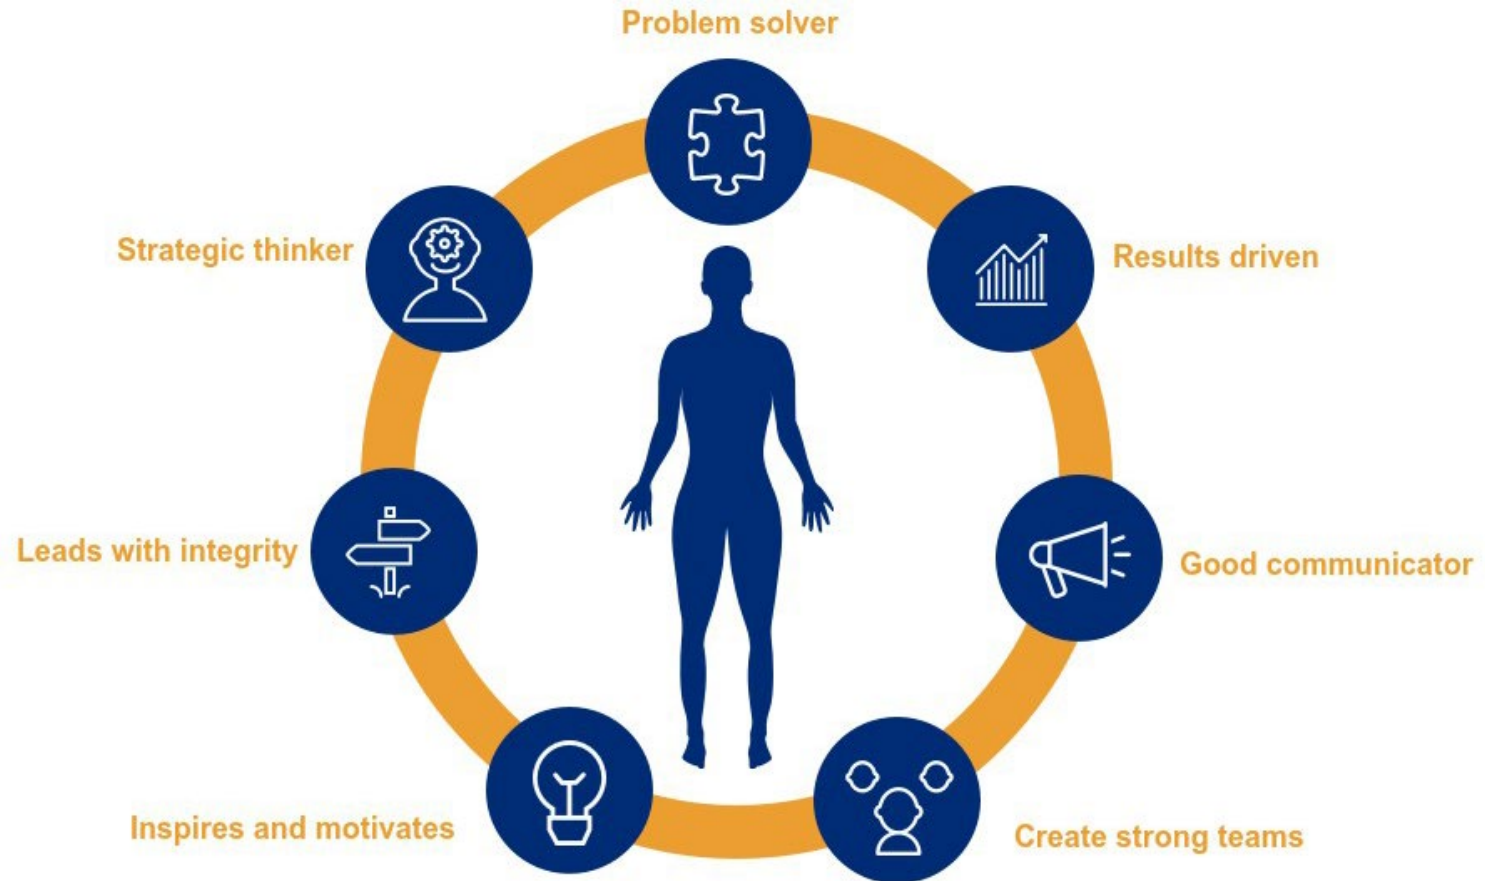 Problem solver
Strategic thinker
Results driven
Leads with integrity
Good communicator
Inspires and motivates
Create strong teams